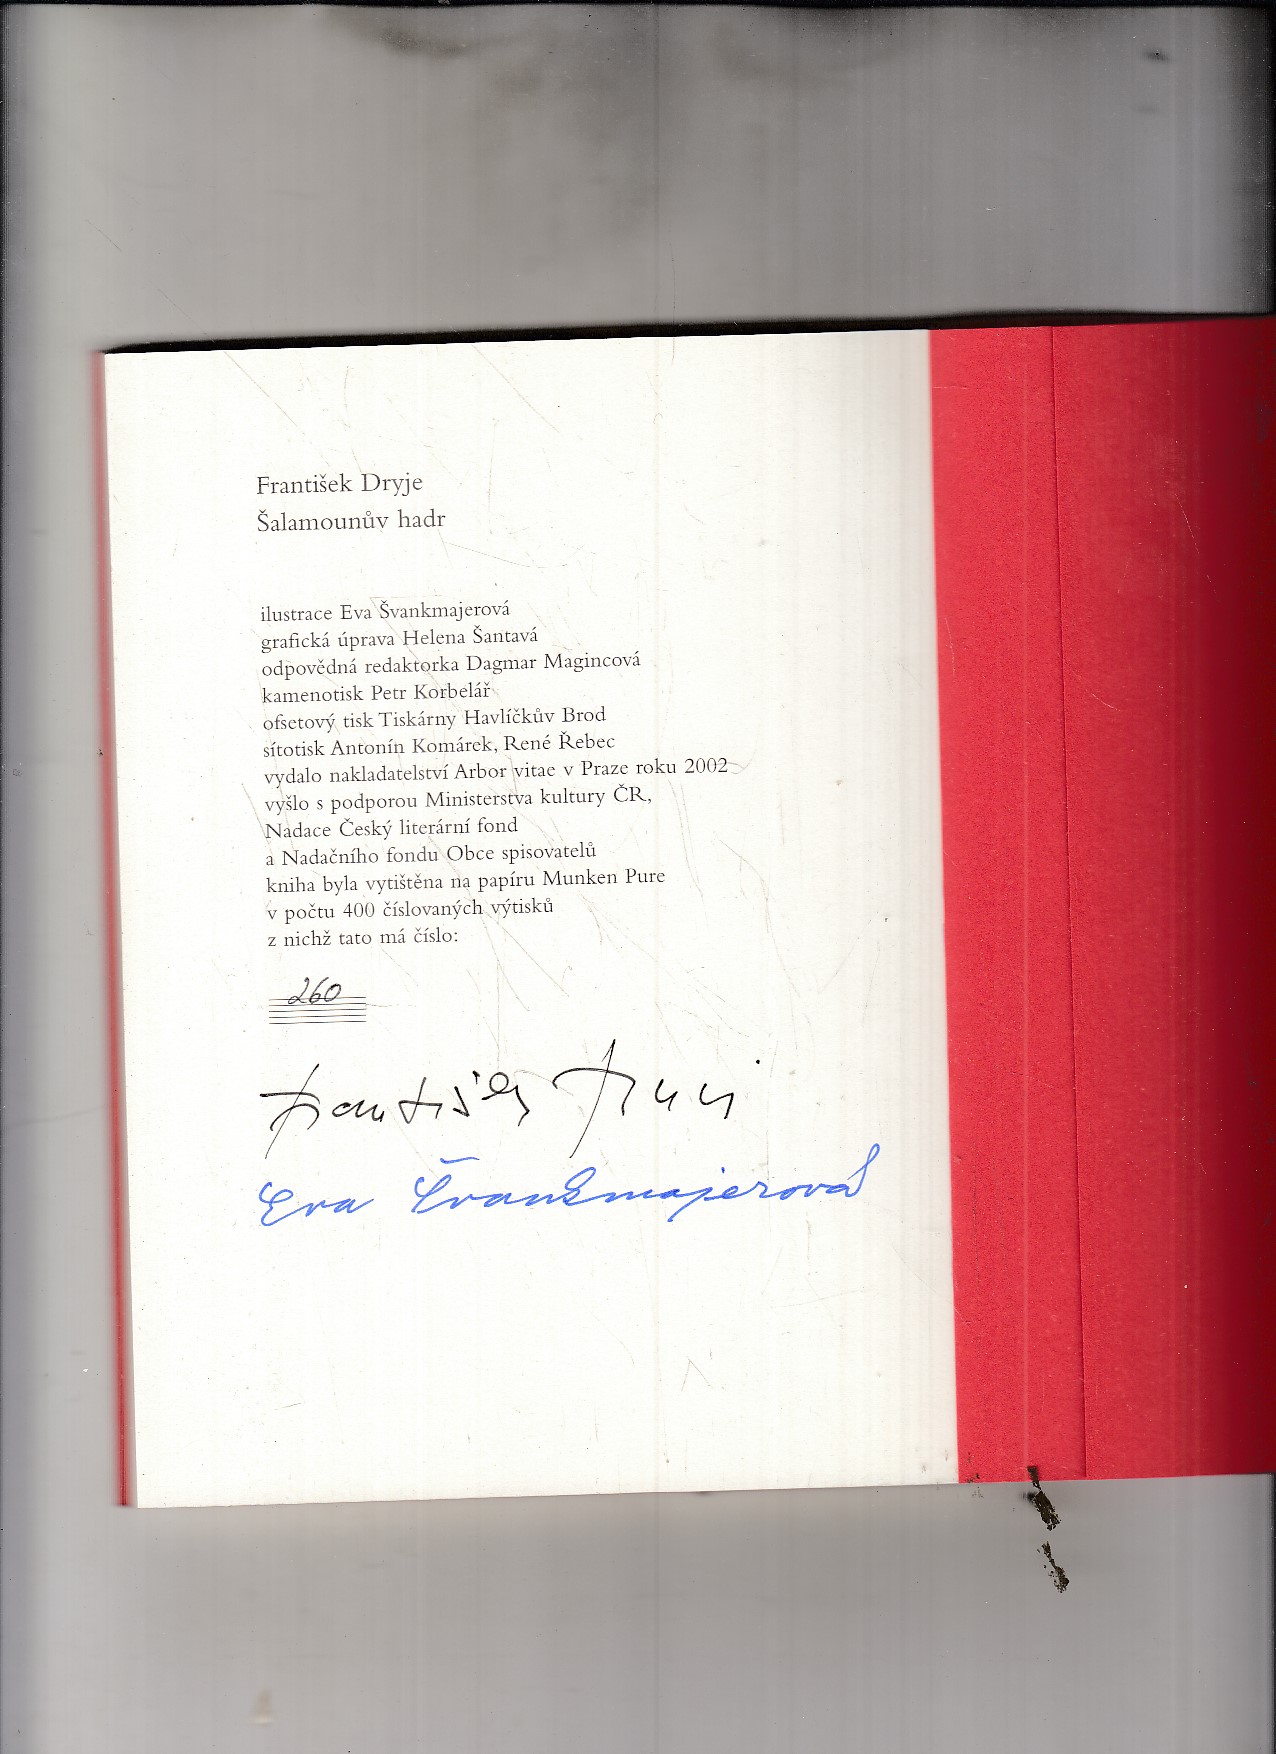 František Dryje
Šalamounův hadr
ilustrace Eva Švankmajerová
grafická úprava Helena Šantavá
odpovědná redaktorka Dagmar Magincová
kamenotisk Petr Korbelář
ofsetový tisk Tiskárny Havlíčkův Brod
sítotisk Antonín Komárek, René Řebec
vydalo nakladatelství Arbor vitae v Praze roku 2002
vyšlo s podporou Ministerstva kultury ČR,
Nadace Český literární fond
a Nadačního fondu Obce spisovatelů
kniha byla vytištěna na papíru Munken Pure
v počtu 400 číslovaných výtisků
z nichž tato má číslo:
260
František Dryje
Eva Švankmajerová